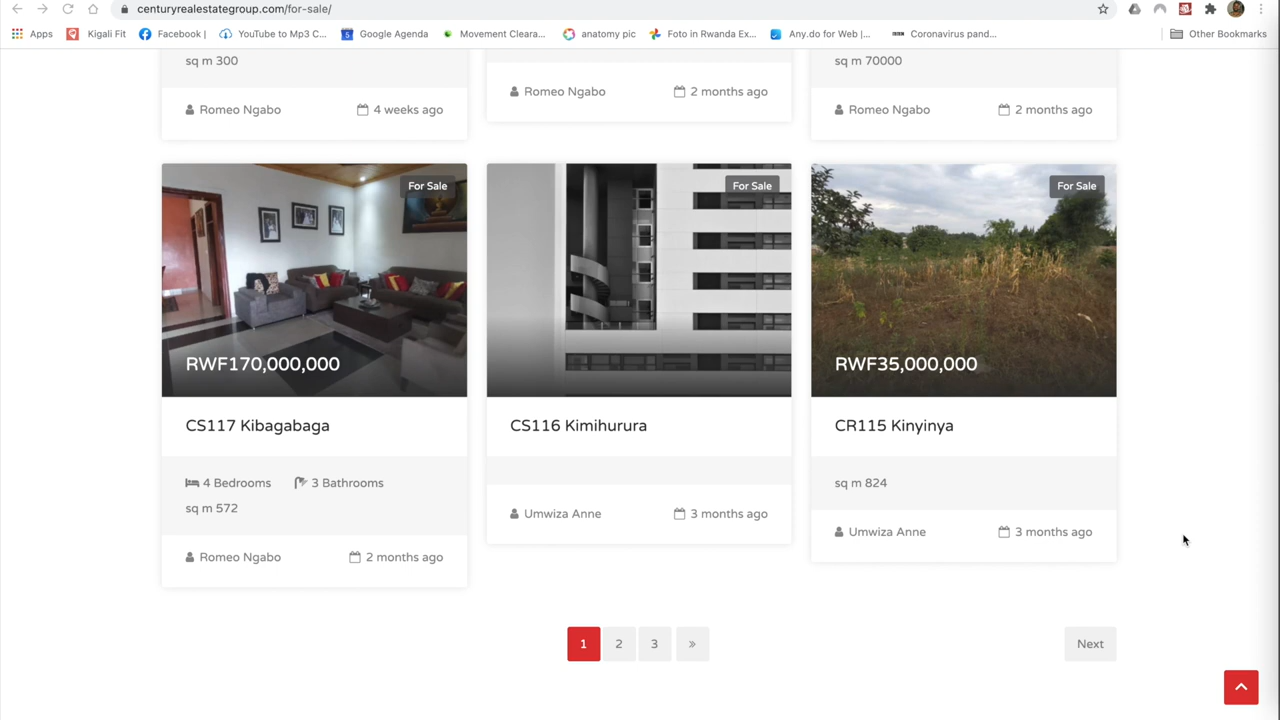 centuryrealestategroup.com/for-sale/
Apps Kigali Fit Facebook | YouTube to Mp3 C... Google Agenda Movement Cleara... anatomy pic Foto in Rwanda Ex... Any.do for Web |... Coronavirus pand... Other Bookmarks
sq m 300
sq m 70000
Romeo Ngabo 4 weeks ago
Romeo Ngabo 2 months ago
Romeo Ngabo 2 months ago
For Sale
RWF170,000,000
CS117 Kibagabaga
4 Bedrooms 3 Bathrooms
sq m 572
Romeo Ngabo 2 months ago
For Sale
CS116 Kimihurura
Umwiza Anne 3 months ago
For Sale
RWF35,000,000
CR115 Kinyinya
sq m 824
Umwiza Anne 3 months ago
1 2 3 » Next